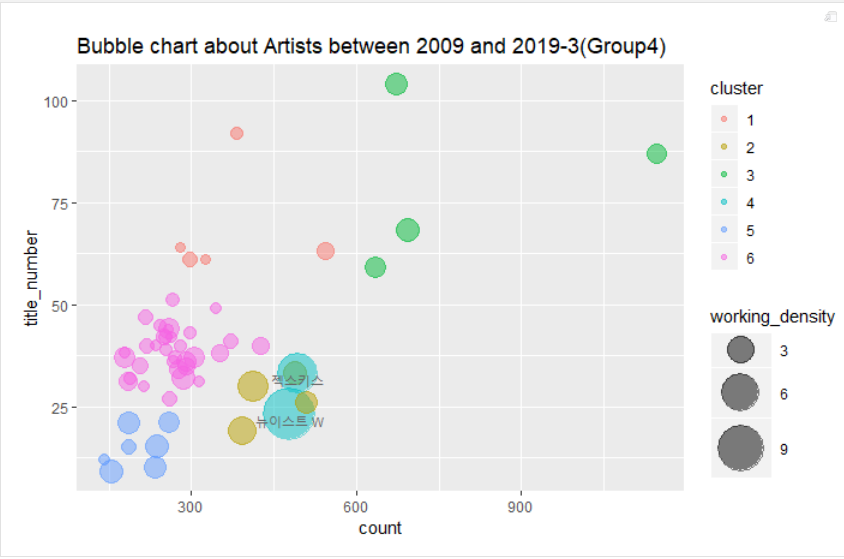 Bubble chart about Artists between 2009 and 2019-3(Group4)
title_number
100
75
50
25
젝스키스
뉴이스트 W
300
600
900
count
cluster
1
2
3
4
5
6
working_density
3
6
9